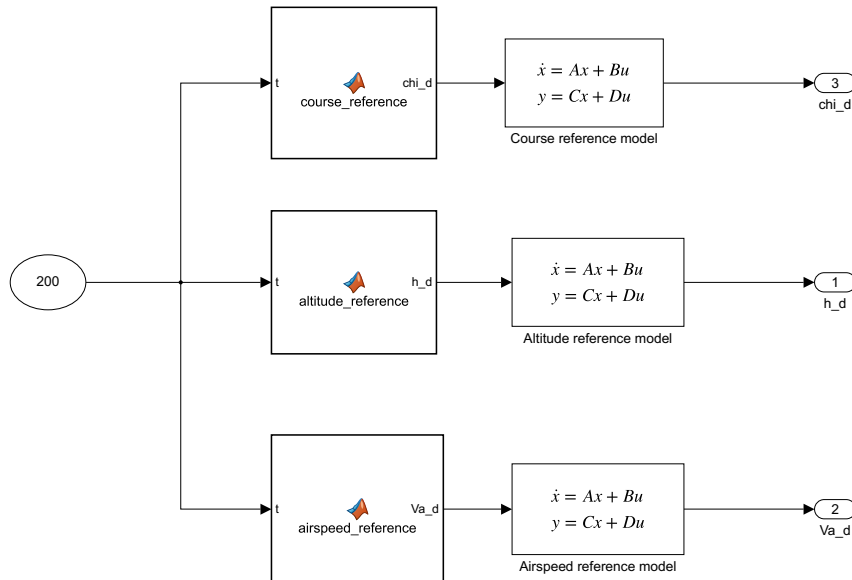 t
chi_d
course_reference
ẋ = Ax + Bu
y = Cx + Du
Course reference model
3
chi_d
200
t
h_d
altitude_reference
ẋ = Ax + Bu
y = Cx + Du
Altitude reference model
1
h_d
t
Va_d
airspeed_reference
ẋ = Ax + Bu
y = Cx + Du
Airspeed reference model
2
Va_d